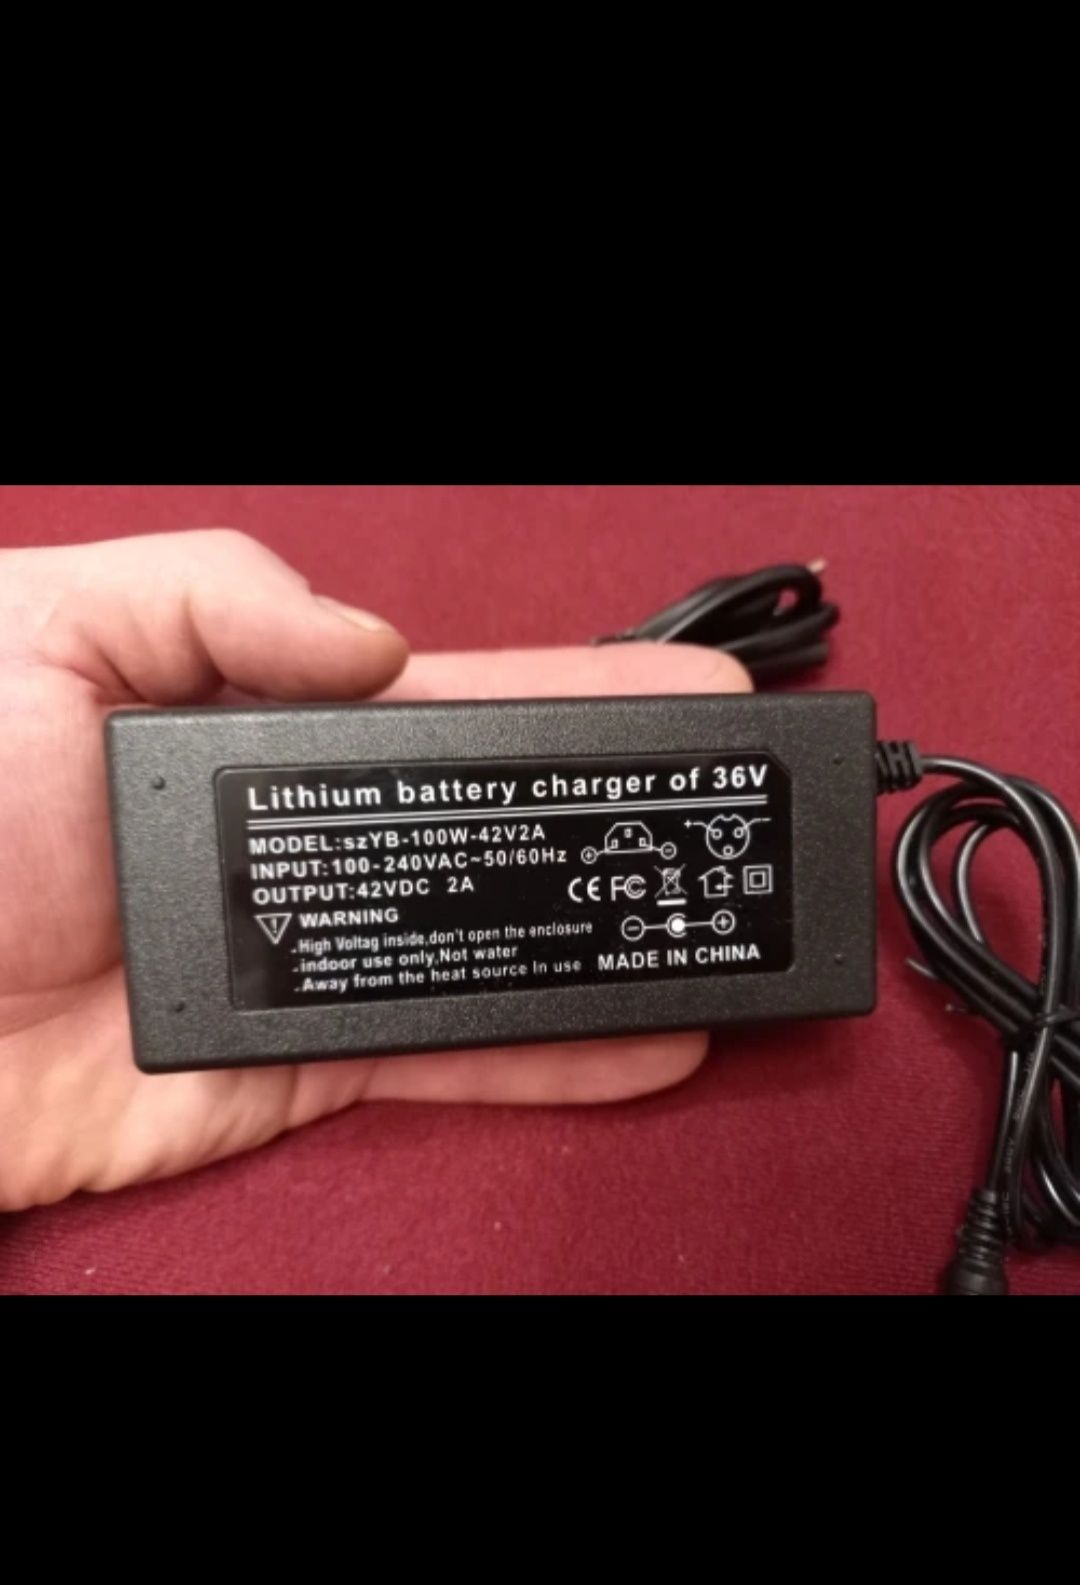 Lithium battery charger of 36V
MODEL:szYB-100W-42V2A
INPUT:100-240VAC~50/60Hz
OUTPUT:42VDC 2A
CE FC
WARNING
-High Voltag inside,don't open the enclosure
-indoor use only,Not water
-Away from the heat source In use
MADE IN CHINA